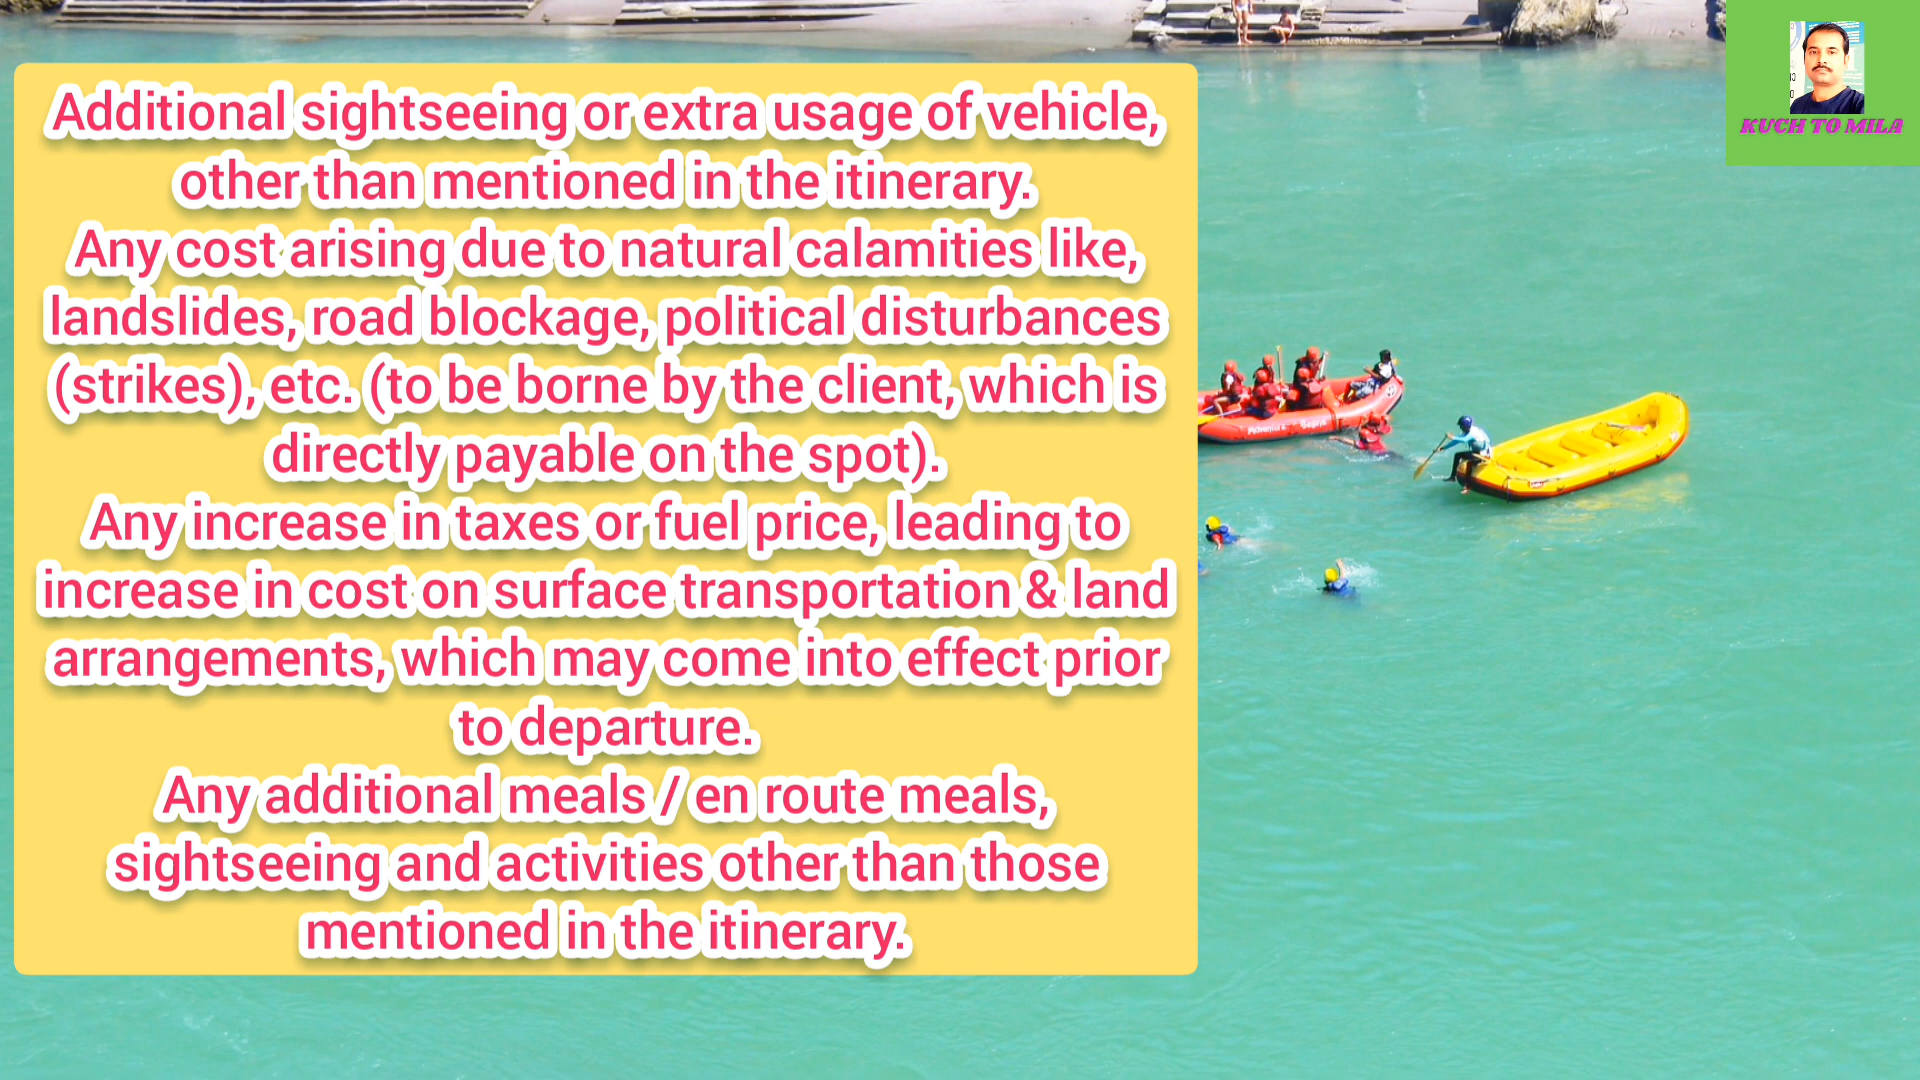 Additional sightseeing or extra usage of vehicle,
other than mentioned in the itinerary.
Any cost arising due to natural calamities like,
landslides, road blockage, political disturbances
(strikes), etc. (to be borne by the client, which is
directly payable on the spot).
Any increase in taxes or fuel price, leading to
increase in cost on surface transportation & land
arrangements, which may come into effect prior
to departure.
Any additional meals / en route meals,
sightseeing and activities other than those
mentioned in the itinerary.
KUCH TO MILA